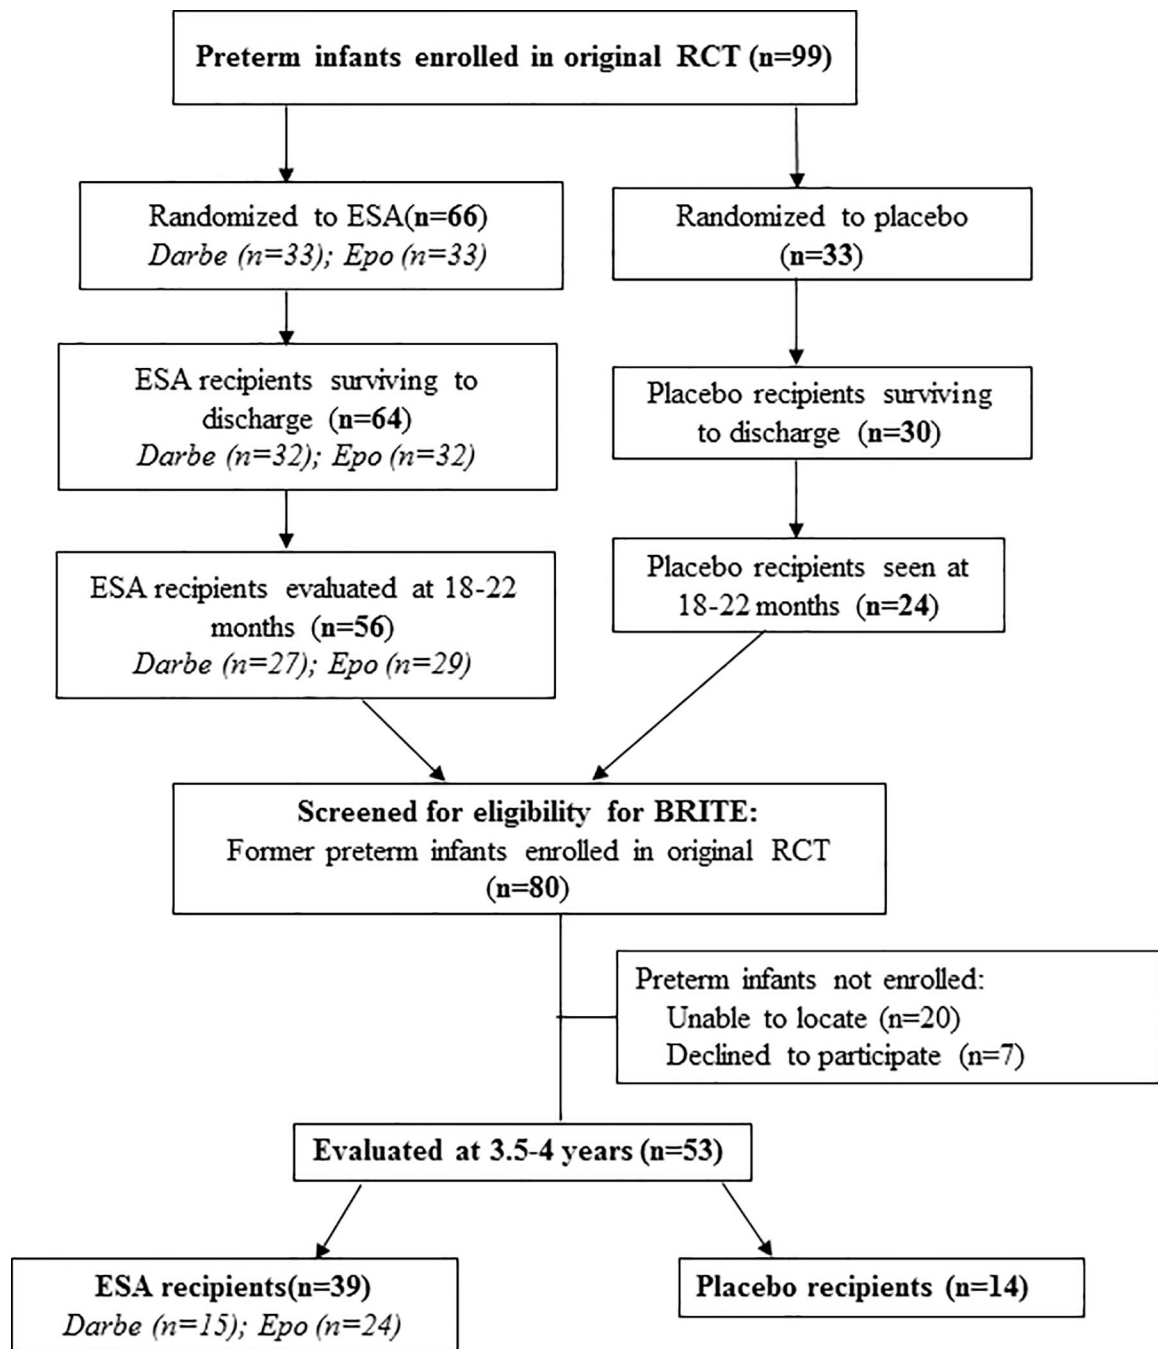 Preterm infants enrolled in original RCT (n=99)
Randomized to ESA(n=66)
Darbe (n=33); Epo (n=33)
Randomized to placebo
(n=33)
ESA recipients surviving to
discharge (n=64)
Darbe (n=32); Epo (n=32)
Placebo recipients surviving
to discharge (n=30)
ESA recipients evaluated at 18-22
months (n=56)
Darbe (n=27); Epo (n=29)
Placebo recipients seen at
18-22 months (n=24)
Screened for eligibility for BRITE:
Former preterm infants enrolled in original RCT
(n=80)
Preterm infants not enrolled:
Unable to locate (n=20)
Declined to participate (n=7)
Evaluated at 3.5-4 years (n=53)
ESA recipients(n=39)
Darbe (n=15); Epo (n=24)
Placebo recipients (n=14)